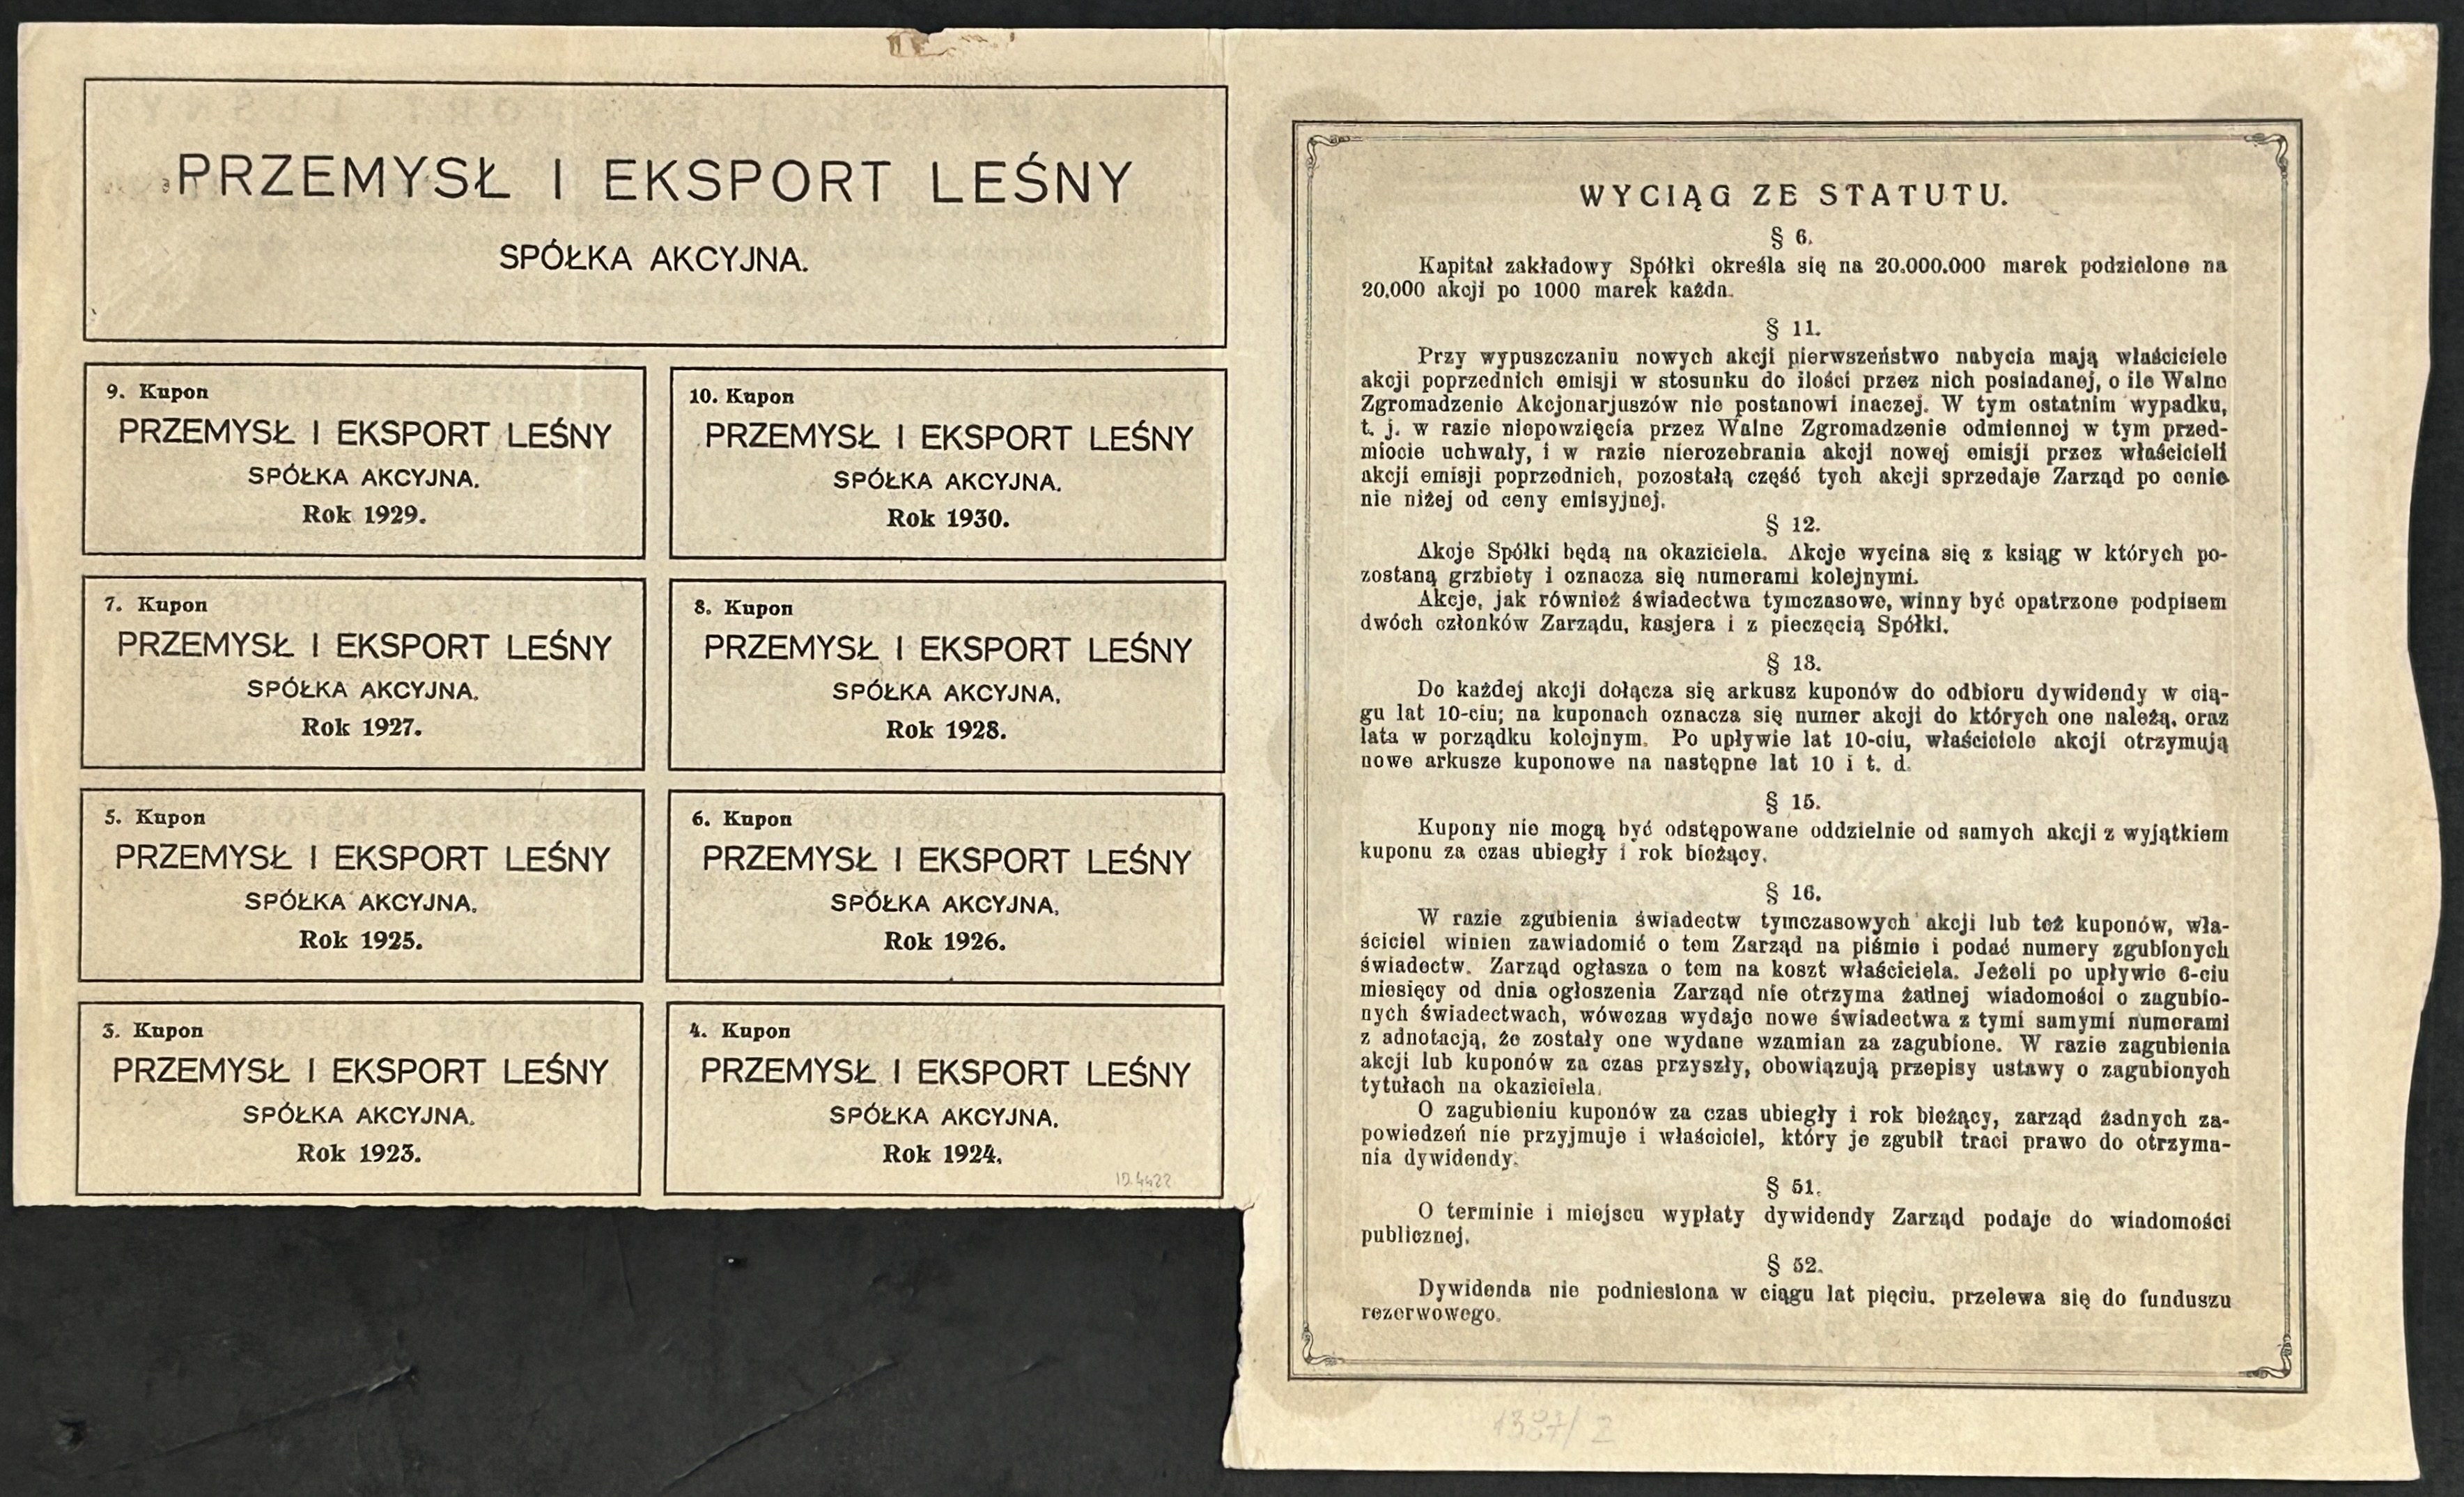 PRZEMYSŁ I EKSPORT LEŚNY
SPÓŁKA AKCYJNA.
9. Kupon
PRZEMYSŁ I EKSPORT LEŚNY
SPÓŁKA AKCYJNA.
Rok 1929.
10. Kupon
PRZEMYSŁ I EKSPORT LEŚNY
SPÓŁKA AKCYJNA.
Rok 1930.
7. Kupon
PRZEMYSŁ I EKSPORT LEŚNY
SPÓŁKA AKCYJNA.
Rok 1927.
8. Kupon
PRZEMYSŁ I EKSPORT LEŚNY
SPÓŁKA AKCYJNA.
Rok 1928.
5. Kupon
PRZEMYSŁ I EKSPORT LEŚNY
SPÓŁKA AKCYJNA.
Rok 1925.
6. Kupon
PRZEMYSŁ I EKSPORT LEŚNY
SPÓŁKA AKCYJNA.
Rok 1926.
3. Kupon
PRZEMYSŁ I EKSPORT LEŚNY
SPÓŁKA AKCYJNA.
Rok 1923.
4. Kupon
PRZEMYSŁ I EKSPORT LEŚNY
SPÓŁKA AKCYJNA.
Rok 1924.
WYCIĄG ZE STATUTU.
§ 6.
Kapitał zakładowy Spółki określa się na 20.000.000 marek podzielone na
20.000 akcji po 1000 marek każda.
§ 11.
Przy wypuszczaniu nowych akcji pierwszeństwo nabycia mają właściciele
akcji poprzednich emisji w stosunku do ilości przez nich posiadanej, o ile Walne
Zgromadzenie Akcjonarjuszów nie postanowi inaczej. W tym ostatnim wypadku,
t. j. w razie niepowzięcia przez Walne Zgromadzenie odmiennej w tym przed-
miocie uchwały, i w razie nierozebrania akcji nowej emisji przez właścicieli
akcji emisji poprzednich, pozostałą część tych akcji sprzedaje Zarząd po cenie
nie niżej od ceny emisyjnej.
§ 12.
Akcje Spółki będą na okaziciela. Akcje wycina się z ksiąg w których po-
zostaną grzbiety i oznacza się numerami kolejnymi.
Akcje, jak również świadectwa tymczasowe, winny być opatrzone podpisem
dwóch członków Zarządu, kasjera i z pieczęcią Spółki.
§ 13.
Do każdej akcji dołącza się arkusz kuponów do odbioru dywidendy w cią-
gu lat 10-ciu; na kuponach oznacza się numer akcji do których one należą, oraz
lata w porządku kolejnym. Po upływie lat 10-ciu, właściciele akcji otrzymują
nowe arkusze kuponowe na następne lat 10 i t. d.
§ 15.
Kupony nie mogą być odstępowane oddzielnie od samych akcji z wyjątkiem
kuponu za czas ubiegły i rok bieżący.
§ 16.
W razie zgubienia świadectw tymczasowych akcji lub też kuponów, wła-
ściciel winien zawiadomić o tem Zarząd na piśmie i podać numery zgubionych
świadectw. Zarząd ogłasza o tem na koszt właściciela. Jeżeli po upływie 6-ciu
miesięcy od dnia ogłoszenia Zarząd nie otrzyma żadnej wiadomości o zagubio-
nych świadectwach, wówczas wydaje nowe świadectwa z tymi samymi numerami
z adnotacją, że zostały one wydane wzamian za zagubione. W razie zagubienia
akcji lub kuponów za czas przyszły, obowiązują przepisy ustawy o zagubionych
tytułach na okaziciela.
O zagubieniu kuponów za czas ubiegły i rok bieżący, zarząd żadnych za-
powiedzeń nie przyjmuje i właściciel, który je zgubił traci prawo do otrzyma-
nia dywidendy.
§ 51.
O terminie i miejscu wypłaty dywidendy Zarząd podaje do wiadomości
publicznej.
§ 52.
Dywidenda nie podniesiona w ciągu lat pięciu, przelewa się do funduszu
rezerwowego.